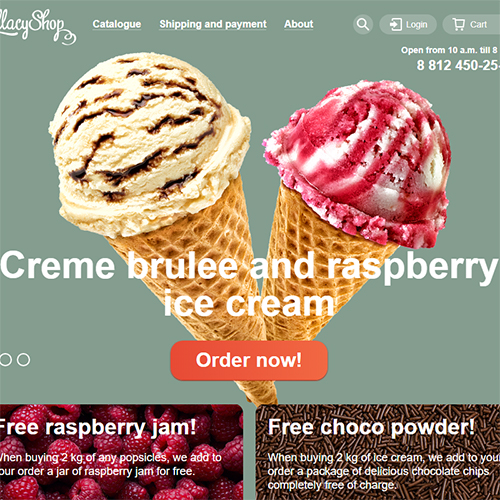 Catalogue Shipping and payment About Login Cart
Open from 10 a.m. till 8
8 812 450-25-
Creme brulee and raspberry
ice cream
Order now!
Free raspberry jam!
When buying 2 kg of any popsicles, we add to
your order a jar of raspberry jam for free.
Free choco powder!
When buying 2 kg of ice cream, we add to your
order a package of delicious chocolate chips
completely free of charge.